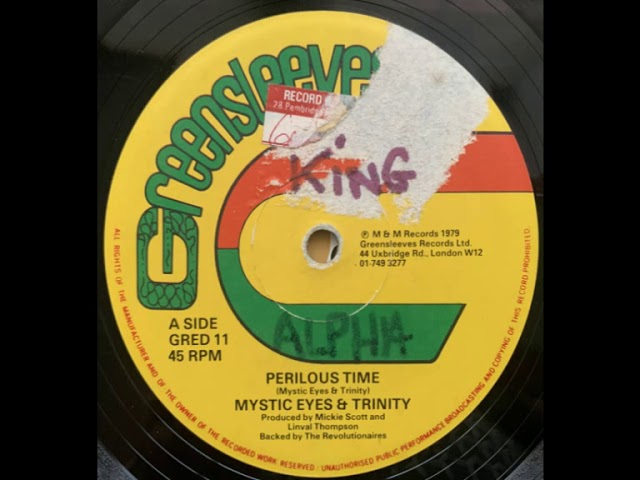 Greensleeves
RECORD
28 Pembridge
KING
℗ M & M Records 1979
Greensleeves Records Ltd.
44 Uxbridge Rd., London W12
01-749 3277
A SIDE
GRED 11
45 RPM
ALPHA
PERILOUS TIME
(Mystic Eyes & Trinity)
MYSTIC EYES & TRINITY
Produced by Mickie Scott and
Linval Thompson
Backed by The Revolutionaires
ALL RIGHTS OF THE MANUFACTURER AND OF THE OWNER OF THE RECORDED WORK RESERVED / UNAUTHORISED PUBLIC PERFORMANCE BROADCASTING AND COPYING OF THIS RECORD PROHIBITED.